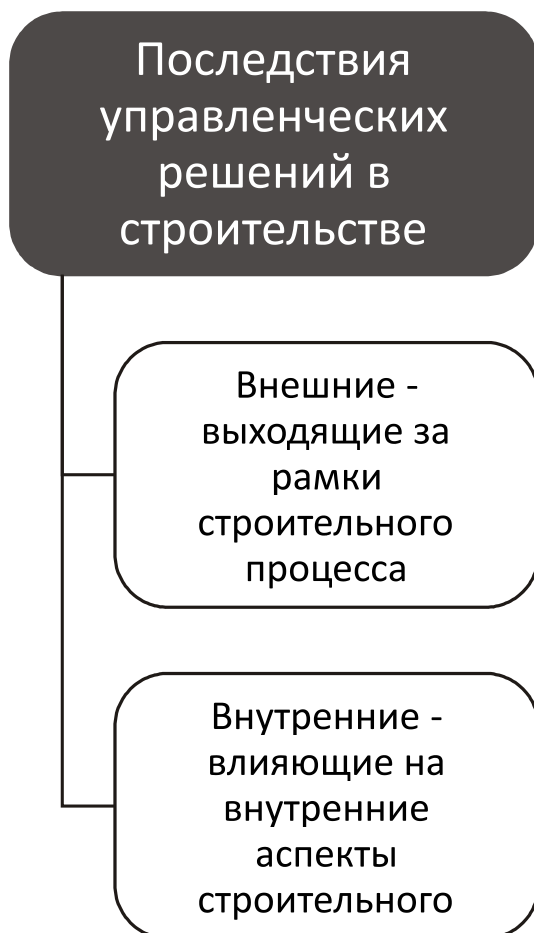 Последствия
управленческих
решений в
строительстве
Внешние -
выходящие за
рамки
строительного
процесса
Внутренние -
влияющие на
внутренние
аспекты
строительного